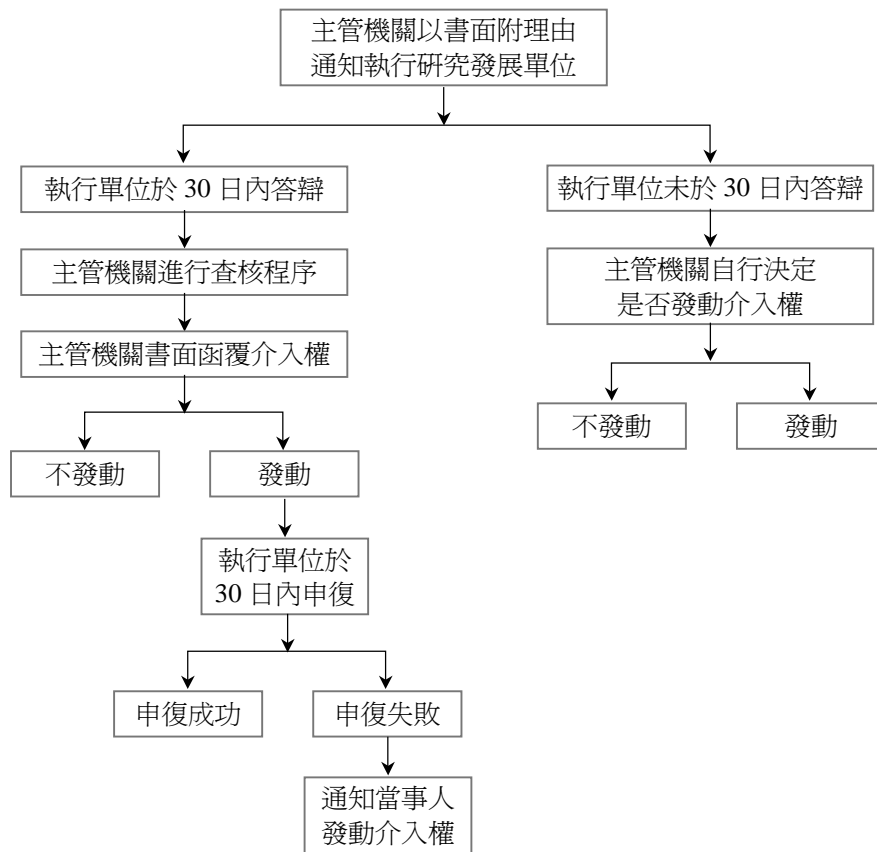 主管機關以書面附理由
通知執行研究發展單位
執行單位於 30 日內答辯
執行單位未於 30 日內答辯
主管機關進行查核程序
主管機關自行決定
是否發動介入權
主管機關書面函覆介入權
不發動
發動
不發動
發動
執行單位於
30 日內申復
申復成功
申復失敗
通知當事人
發動介入權